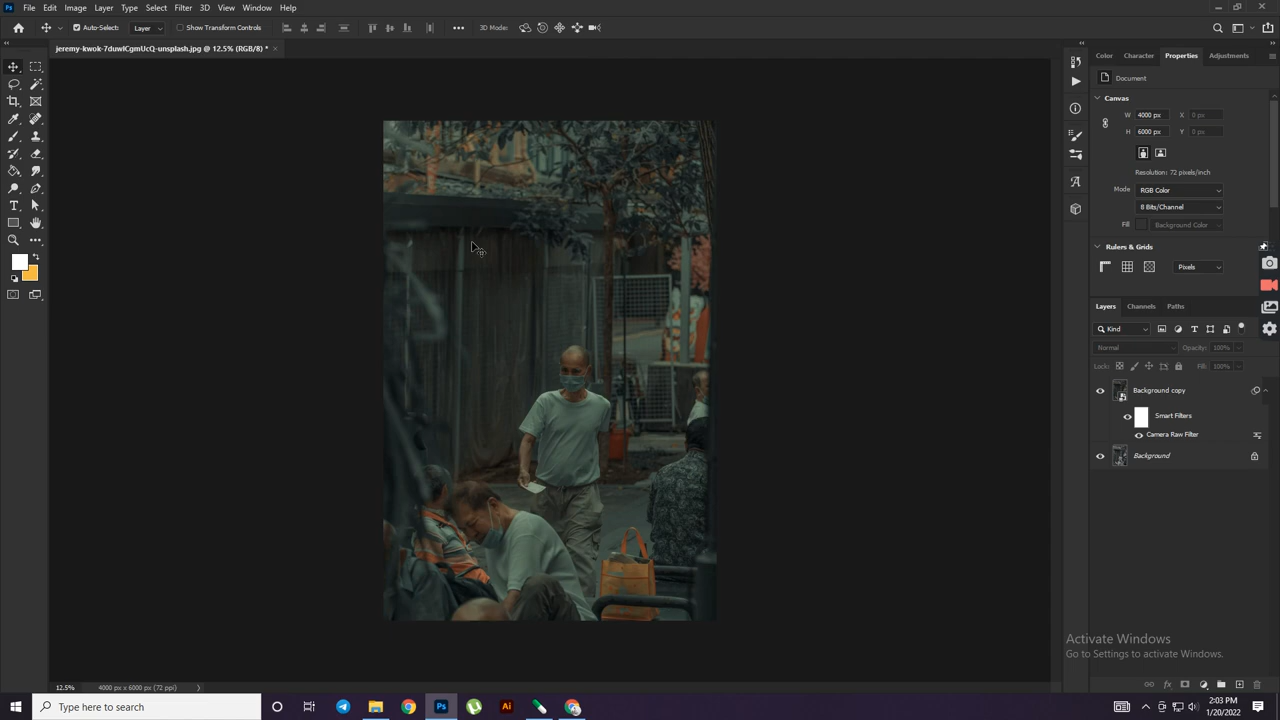 Ps File Edit Image Layer Type Select Filter 3D View Window Help
Auto-Select: Layer Show Transform Controls 3D Mode:
jeremy-kwok-7duwlCgmUcQ-unsplash.jpg @ 12.5% (RGB/8) *
Color Character Properties Adjustments
Document
Canvas
W 4000 px X 0 px
H 6000 px Y 0 px
Resolution: 72 pixels/inch
Mode RGB Color
8 Bits/Channel
Fill Background Color
Rulers & Grids
Pixels
Layers Channels Paths
Kind
Normal Opacity: 100%
Lock: Fill: 100%
Background copy
Smart Filters
Camera Raw Filter
Background
Activate Windows
Go to Settings to activate Windows.
12.5% 4000 px x 6000 px (72 ppi)
Type here to search
Ps Ai
2:03 PM
1/20/2022